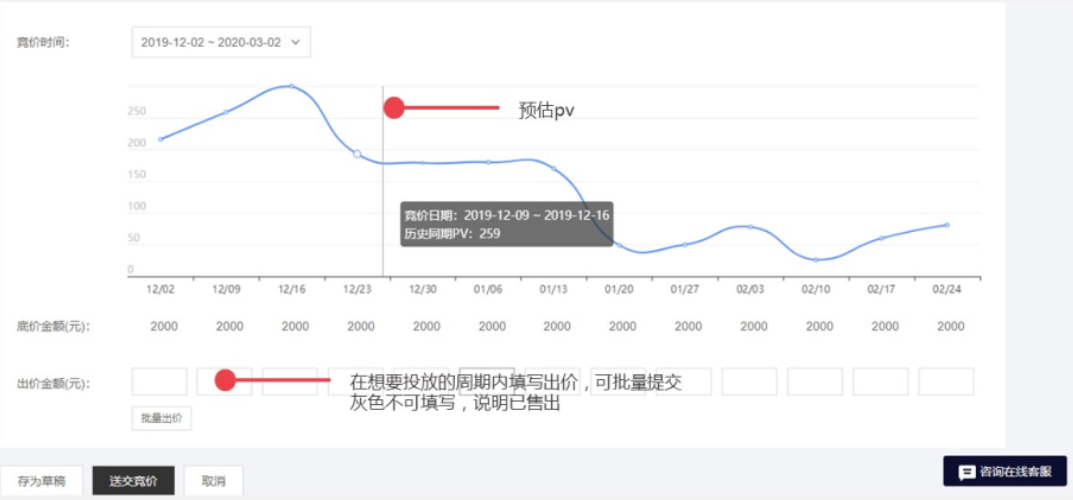 竞价时间：
2019-12-02 ~ 2020-03-02
预估pv
250
200
150
100
50
0
竞价日期：2019-12-09 ~ 2019-12-16
历史同期PV：259
12/02 12/09 12/16 12/23 12/30 01/06 01/13 01/20 01/27 02/03 02/10 02/17 02/24
底价金额(元)： 2000 2000 2000 2000 2000 2000 2000 2000 2000 2000 2000 2000 2000
出价金额(元)：
在想要投放的周期内填写出价，可批量提交
灰色不可填写，说明已售出
批量出价
存为草稿 送交竞价 取消
咨询在线客服